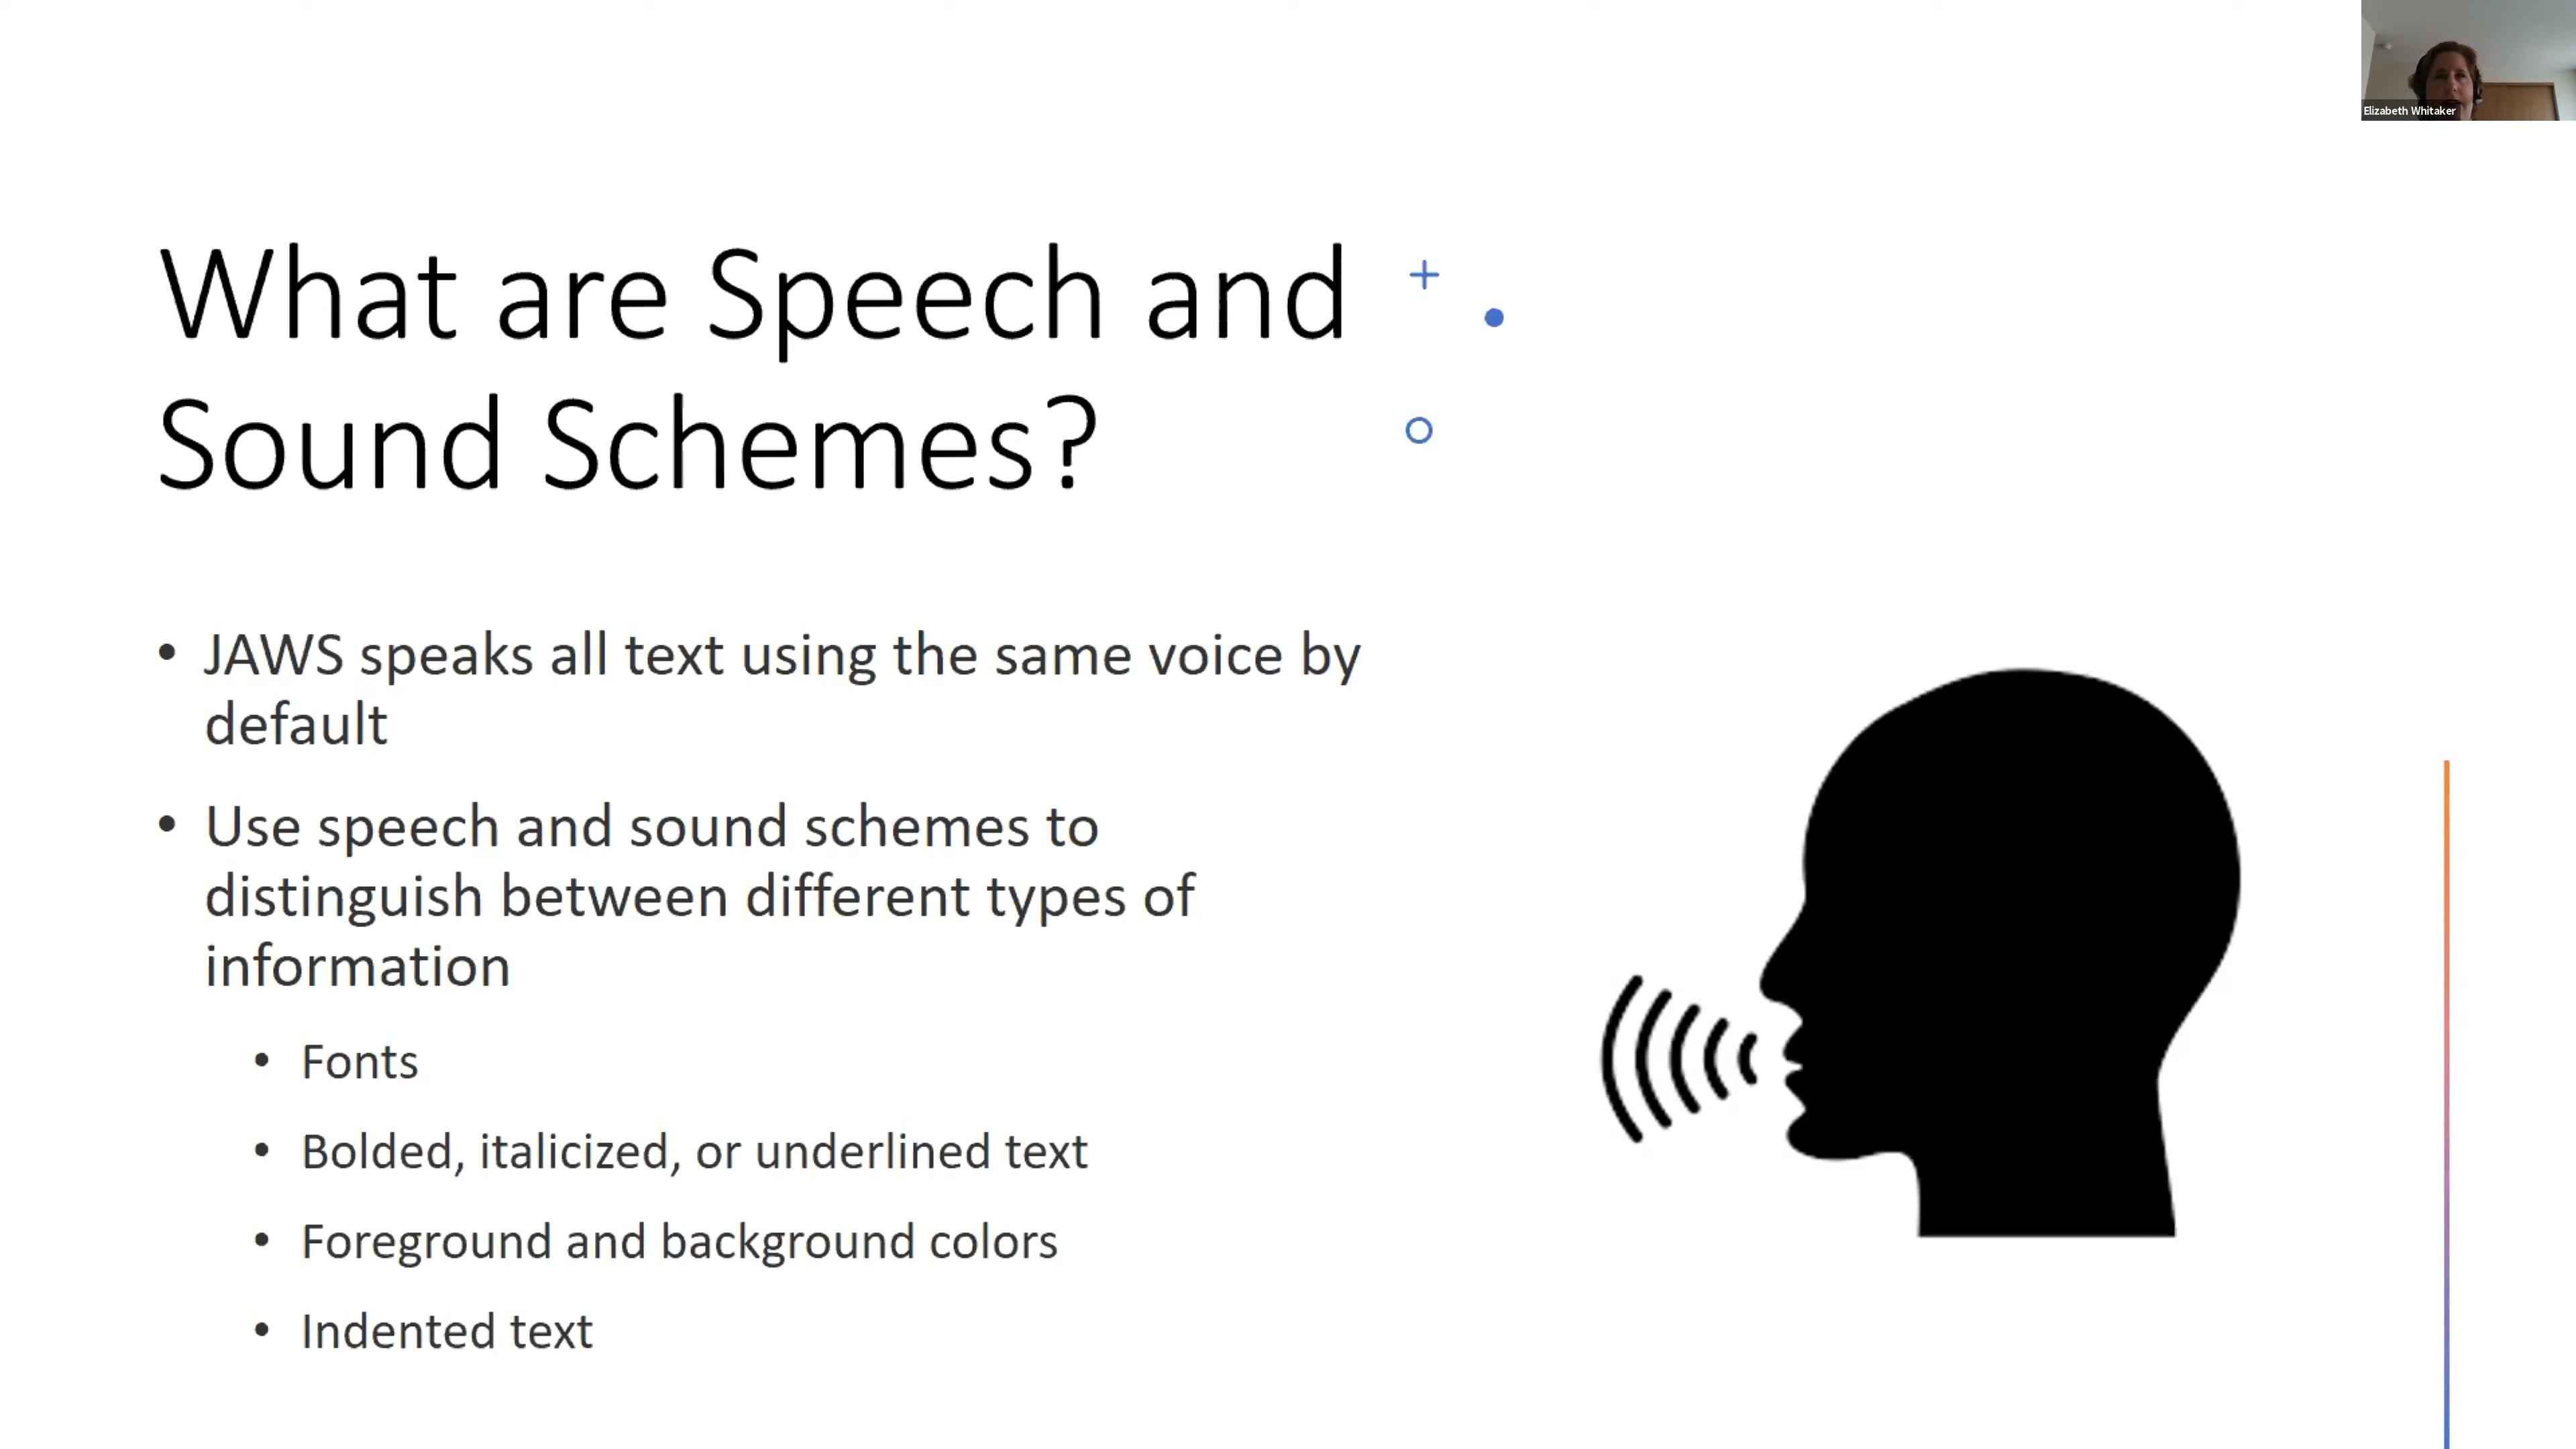 Elizabeth Whitaker
What are Speech and
Sound Schemes?
• JAWS speaks all text using the same voice by
default
• Use speech and sound schemes to
distinguish between different types of
information
• Fonts
• Bolded, italicized, or underlined text
• Foreground and background colors
• Indented text